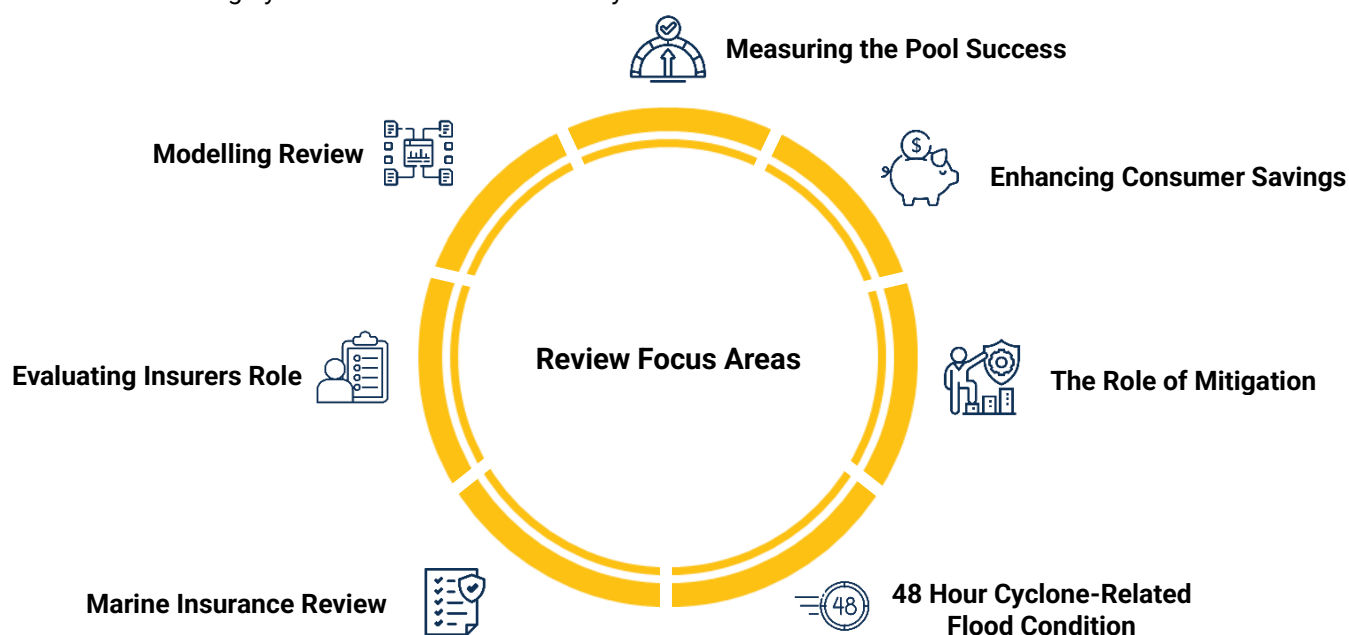 Measuring the Pool Success
Modelling Review
$
Enhancing Consumer Savings
Review Focus Areas
Evaluating Insurers Role
The Role of Mitigation
Marine Insurance Review
48
48 Hour Cyclone-Related
Flood Condition